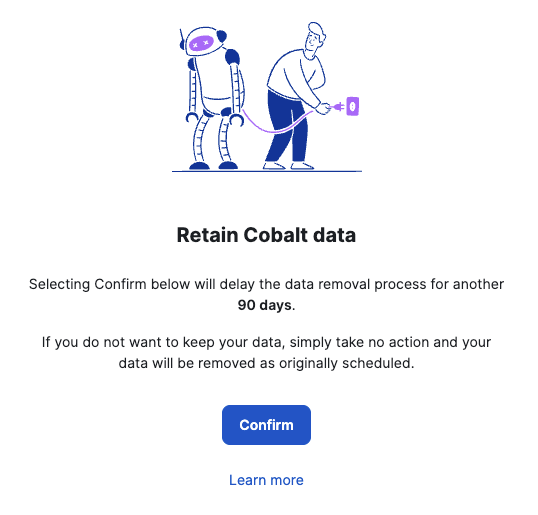 Retain Cobalt data
Selecting Confirm below will delay the data removal process for another
90 days.
If you do not want to keep your data, simply take no action and your
data will be removed as originally scheduled.
Confirm
Learn more